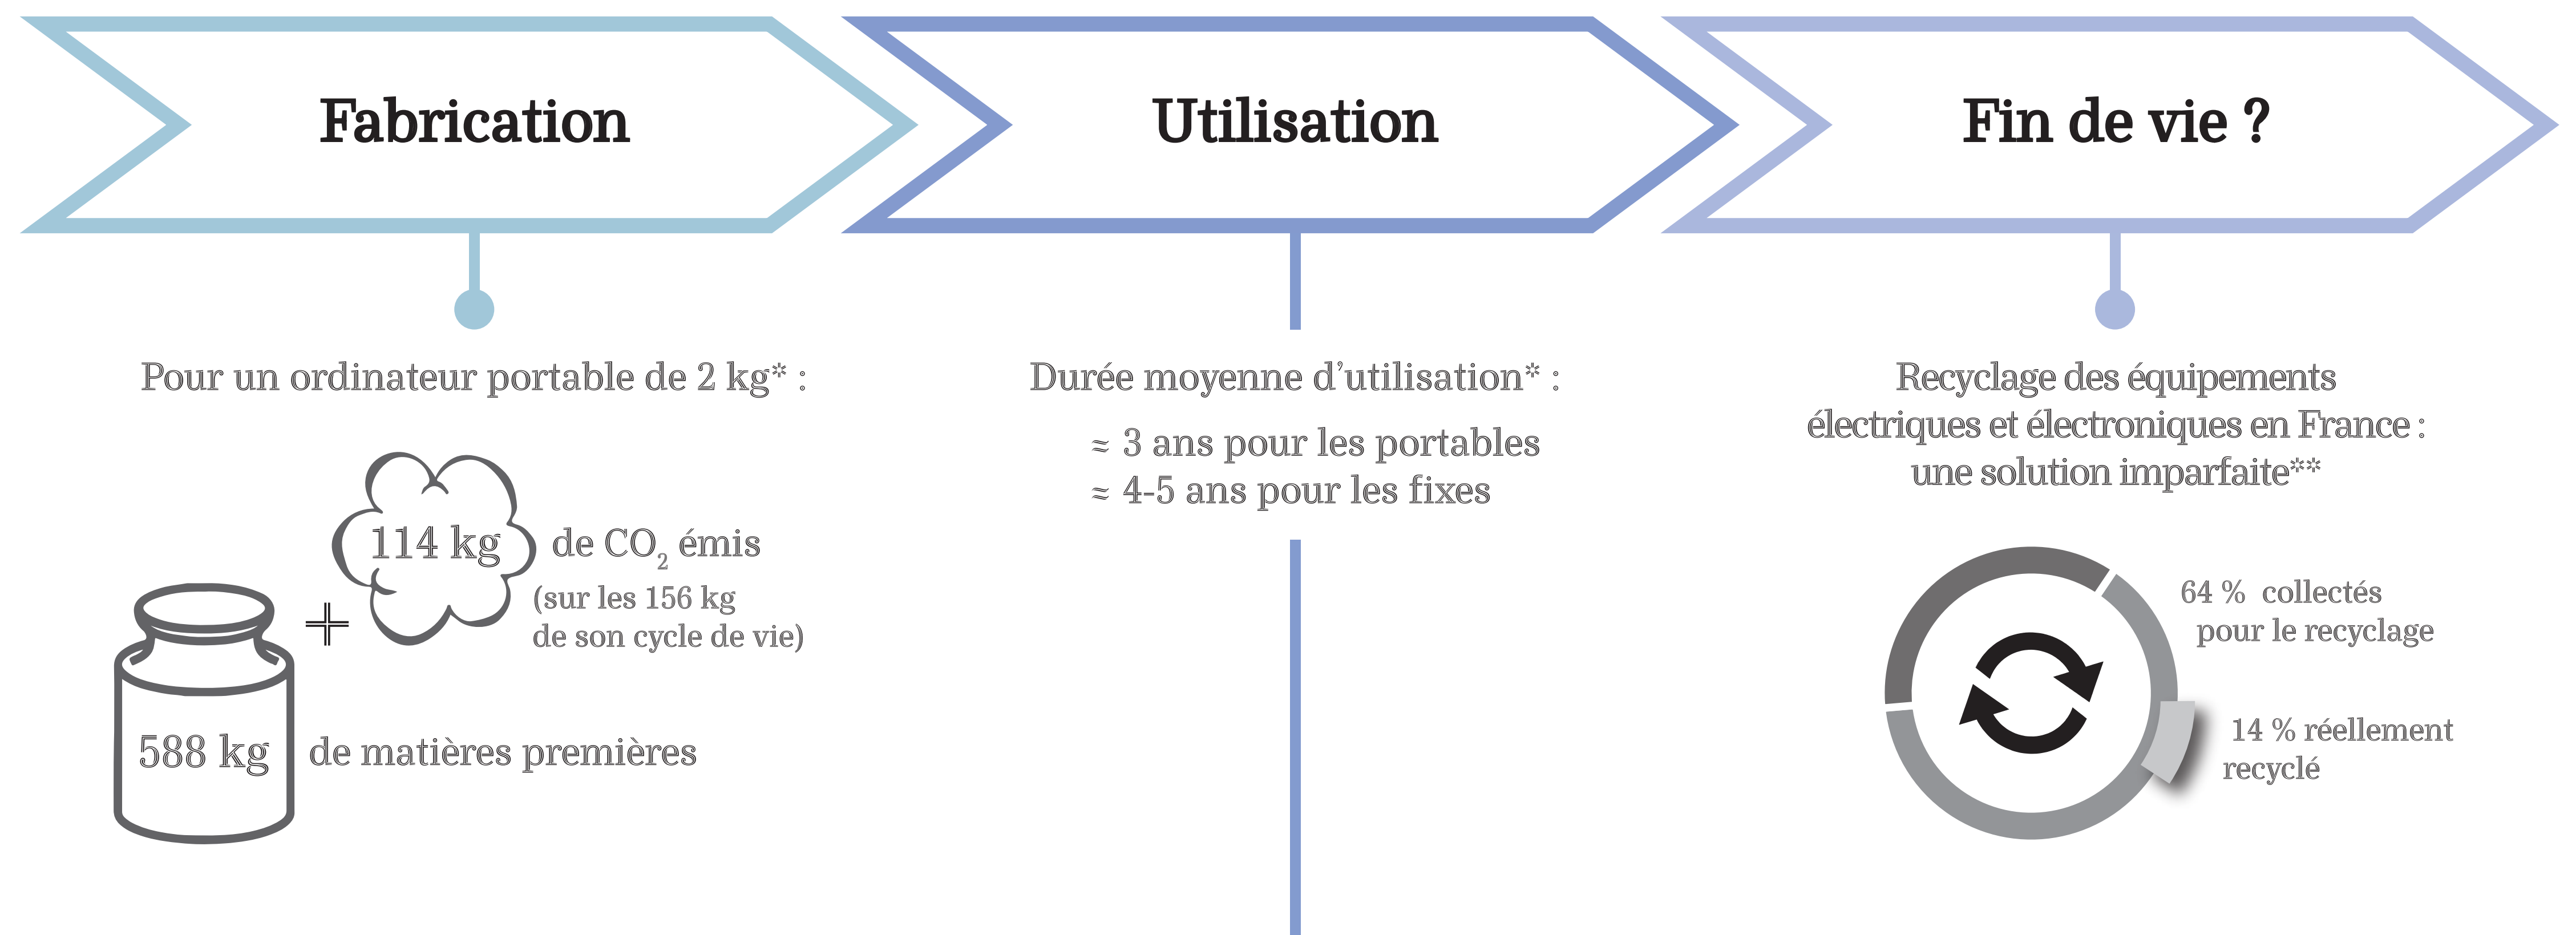 Fabrication
Utilisation
Fin de vie ?
Pour un ordinateur portable de 2 kg* :
114 kg
de CO2 émis
(sur les 156 kg
de son cycle de vie)
+
588 kg
de matières premières
Durée moyenne d’utilisation* :
≈ 3 ans pour les portables
≈ 4-5 ans pour les fixes
Recyclage des équipements
électriques et électroniques en France :
une solution imparfaite**
64 % collectés
pour le recyclage
14 % réellement
recyclé